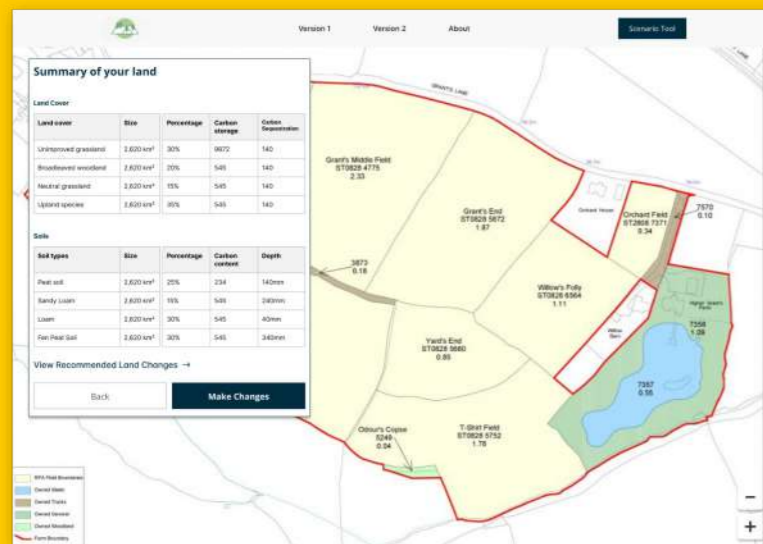 Version 1 Version 2 About Scenario Tool
Summary of your land
Land Cover
Land cover Size Percentage Carbon storage Carbon Sequestration
Unimproved grassland 2,620 km² 30% 9672 140
Broadleaved woodland 2,620 km² 20% 545 140
Neutral grassland 2,620 km² 15% 545 140
Upland species 2,620 km² 35% 545 140
Soils
Soil types Size Percentage Carbon content Depth
Peat soil 2,620 km² 25% 234 140mm
Sandy Loam 2,620 km² 15% 545 240mm
Loam 2,620 km² 30% 545 40mm
Fen Peat Soil 2,620 km² 30% 545 340mm
View Recommended Land Changes →
Back Make Changes
GRANTS LANE
LANE
Grant's Middle Field
ST0828 4775
2.33
Grant's End
ST0828 5672
1.87
Orchard House
Orchard Field
7371
0.34
7570
0.10
3873
0.18
Willow's Folly
ST0828 6564
1.11
Willow
Barn
7358
1.09
Yard's End
ST0828 5660
0.85
7357
0.55
Odour's Copse
5249
0.04
T-Shirt Field
ST0828 5752
1.78
RPA Field Boundaries
Owned Water
Owned Tracks
Owned General
Owned Woodland
Farm Boundary
−
+